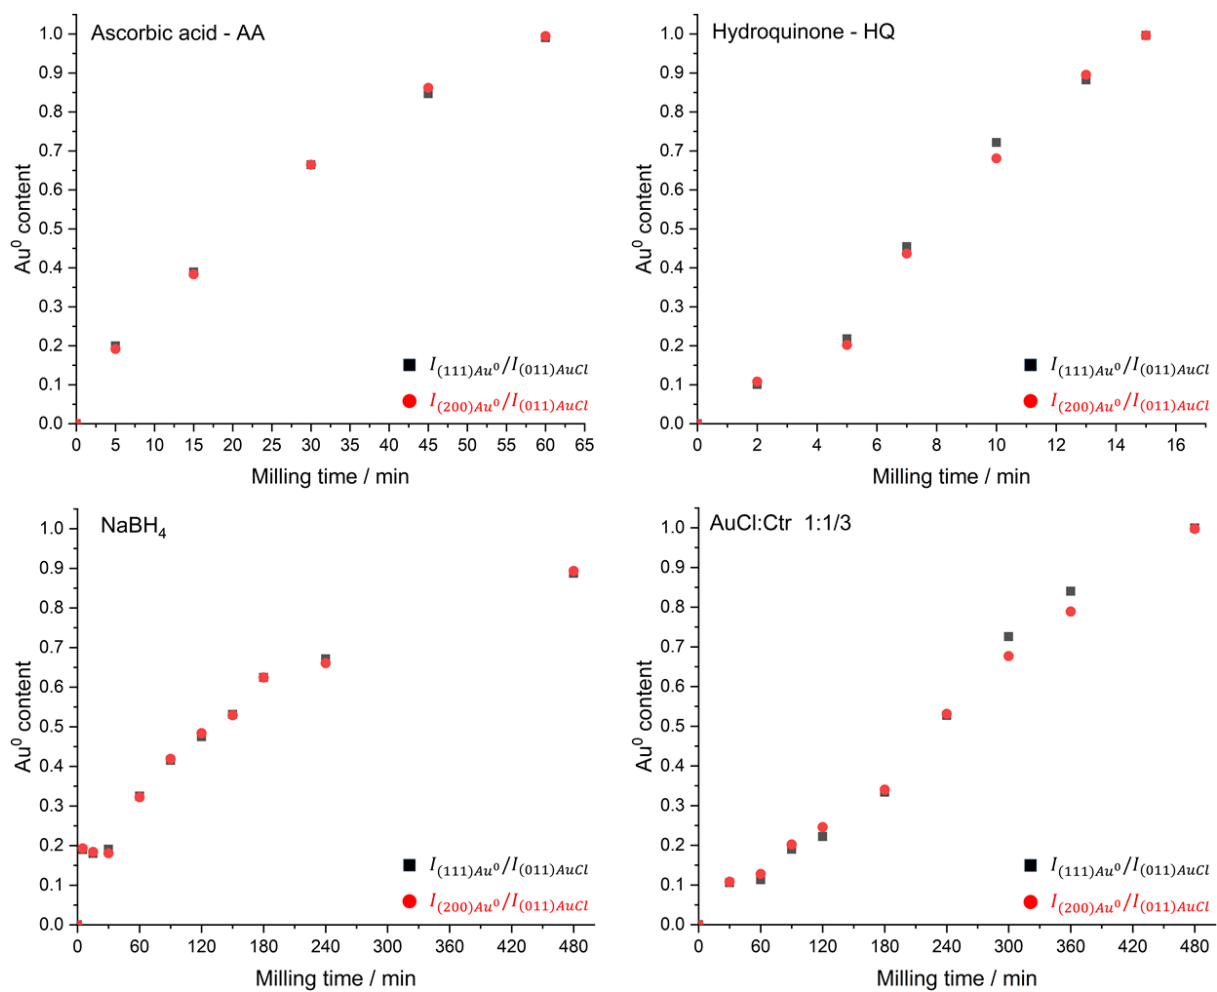 Ascorbic acid - AA
1.0
0.9
0.8
0.7
0.6
0.5
0.4
0.3
0.2
0.1
0.0
Au⁰ content
I₍₁₁₁₎Au⁰/I₍₀₁₁₎AuCl
I₍₂₀₀₎Au⁰/I₍₀₁₁₎AuCl
0 5 10 15 20 25 30 35 40 45 50 55 60 65
Milling time / min
Hydroquinone - HQ
1.0
0.9
0.8
0.7
0.6
0.5
0.4
0.3
0.2
0.1
0.0
Au⁰ content
I₍₁₁₁₎Au⁰/I₍₀₁₁₎AuCl
I₍₂₀₀₎Au⁰/I₍₀₁₁₎AuCl
0 2 4 6 8 10 12 14 16
Milling time / min
NaBH₄
1.0
0.9
0.8
0.7
0.6
0.5
0.4
0.3
0.2
0.1
0.0
Au⁰ content
I₍₁₁₁₎Au⁰/I₍₀₁₁₎AuCl
I₍₂₀₀₎Au⁰/I₍₀₁₁₎AuCl
0 60 120 180 240 300 360 420 480
Milling time / min
AuCl:Ctr 1:1/3
1.0
0.9
0.8
0.7
0.6
0.5
0.4
0.3
0.2
0.1
0.0
Au⁰ content
I₍₁₁₁₎Au⁰/I₍₀₁₁₎AuCl
I₍₂₀₀₎Au⁰/I₍₀₁₁₎AuCl
0 60 120 180 240 300 360 420 480
Milling time / min